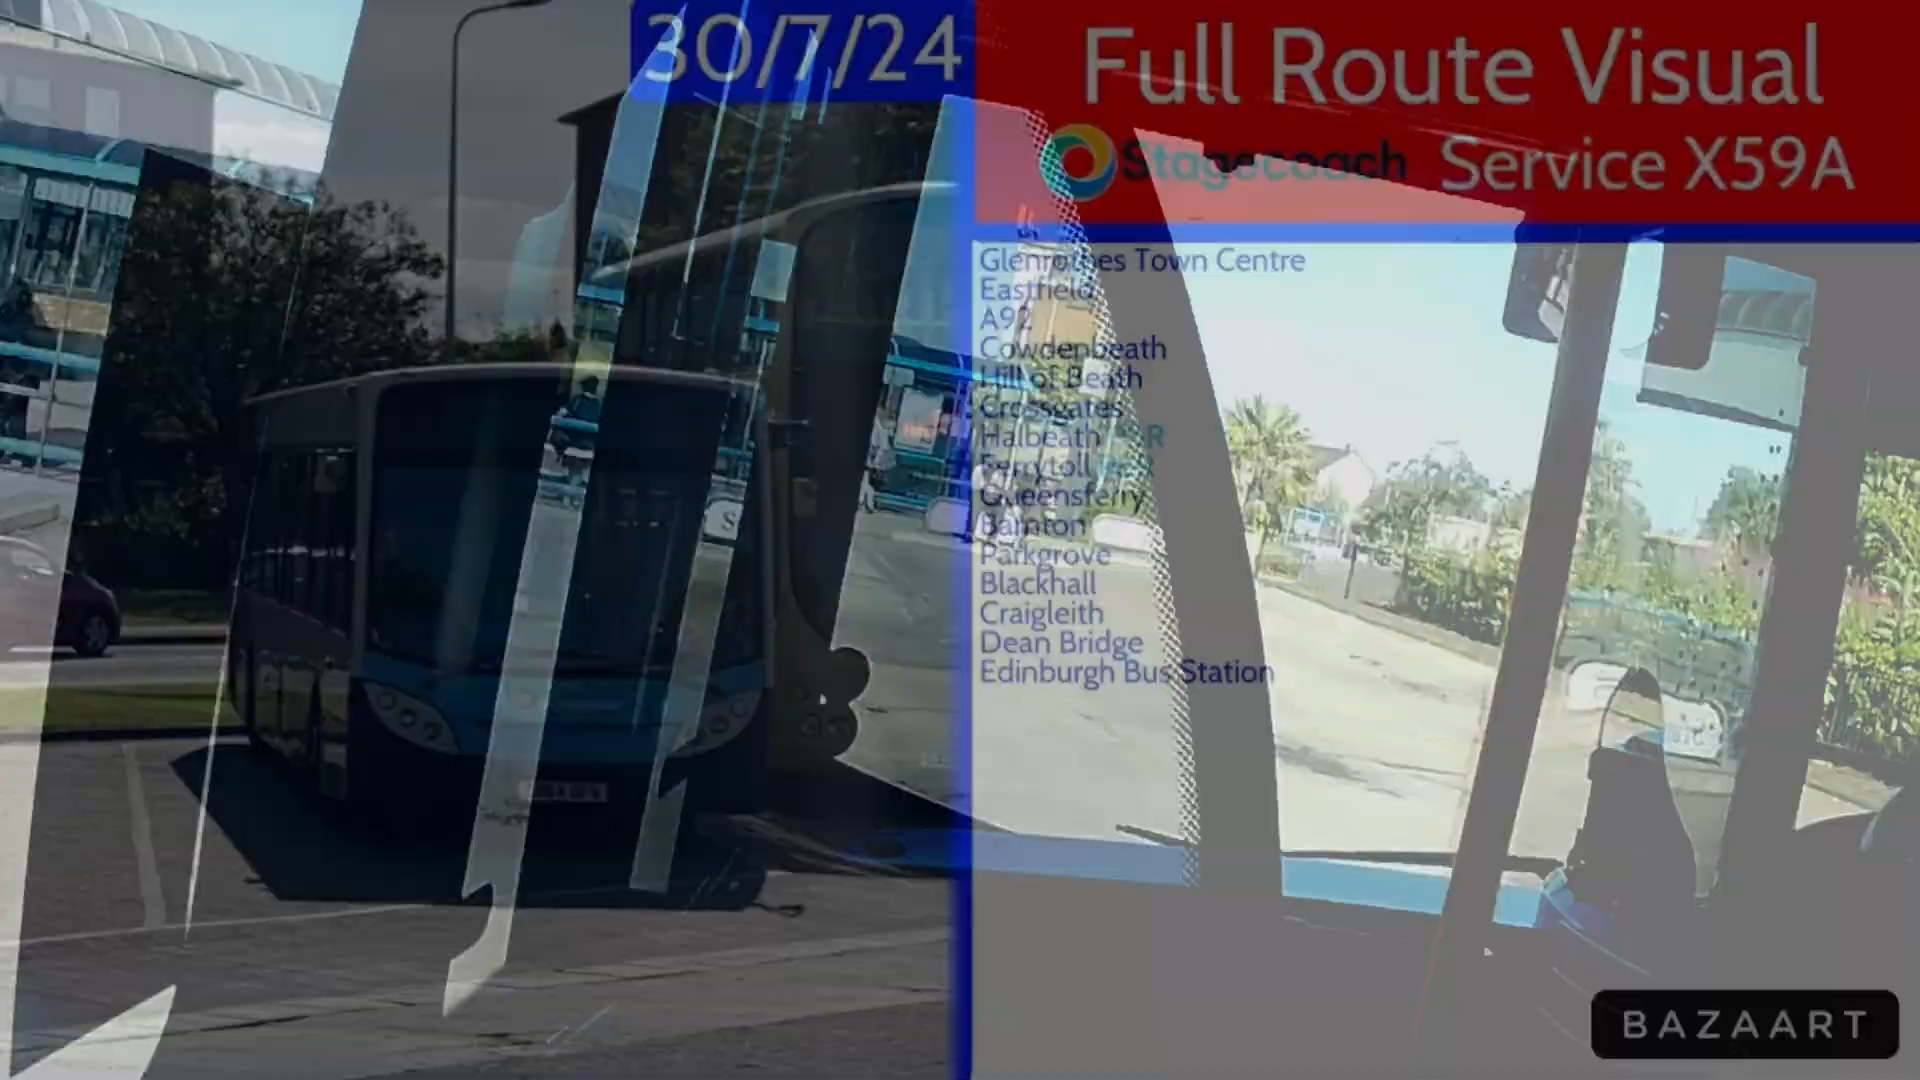 30/7/24
Full Route Visual
Stagecoach Service X59A
Glenrothes Town Centre
Eastfield
A92
Cowdenbeath
Hill of Beath
Crossgates
Halbeath P&R
Ferrytoll
Queensferry
Barnton
Parkgrove
Blackhall
Craigleith
Dean Bridge
Edinburgh Bus Station
BAZAART